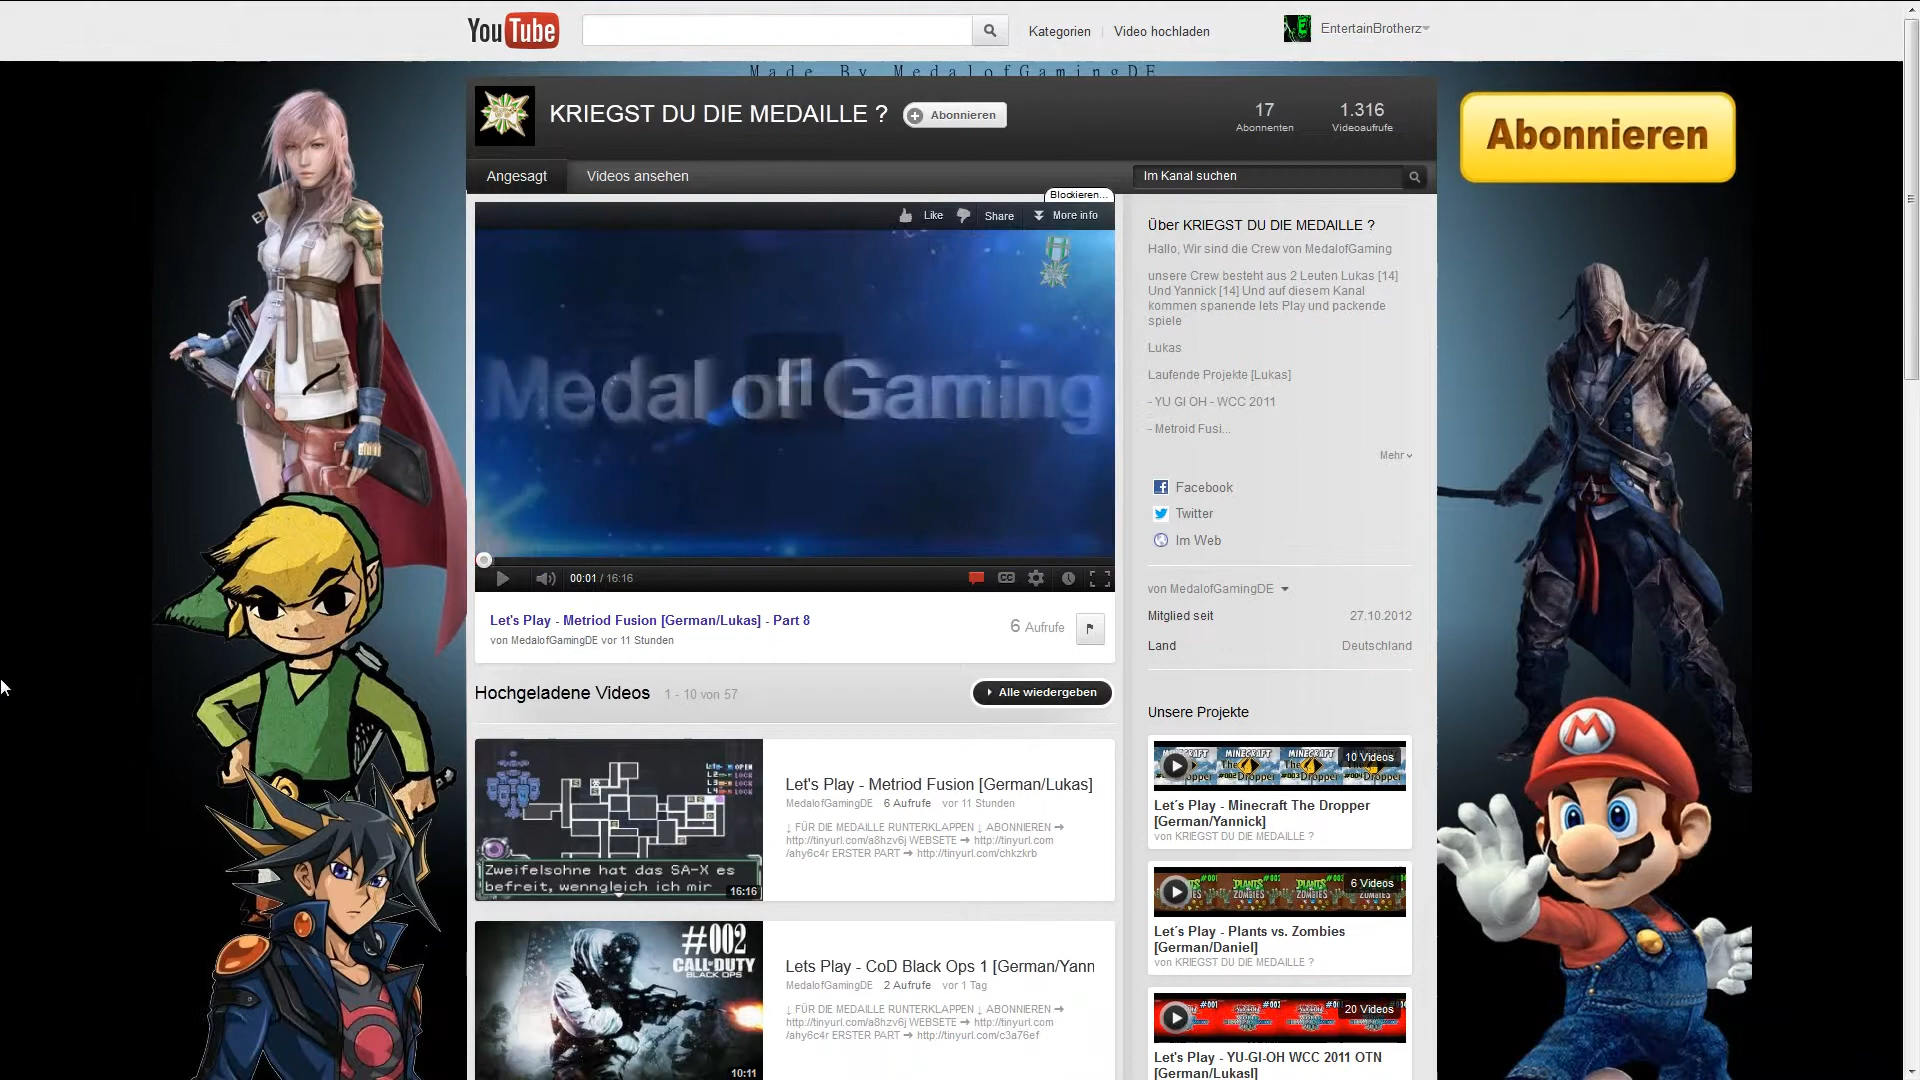 YouTube
Kategorien
Video hochladen
EntertainBrotherz
Made By MedalofGamingDE
KRIEGST DU DIE MEDAILLE ?
Abonnieren
17
Abonnenten
1.316
Videoaufrufe
Abonnieren
Angesagt
Videos ansehen
Im Kanal suchen
Blockieren...
Like
Share
More info
Medal of Gaming
00:01 / 16:16
CC
Let's Play - Metriod Fusion [German/Lukas] - Part 8
von MedalofGamingDE vor 11 Stunden
6 Aufrufe
Hochgeladene Videos
1 - 10 von 57
Alle wiedergeben
Zweifelsohne hat das SA-X es
befreit, wenngleich ich mir
16:16
Let's Play - Metriod Fusion [German/Lukas]
MedalofGamingDE 6 Aufrufe vor 11 Stunden
↓ FÜR DIE MEDAILLE RUNTERKLAPPEN ↓ ABONNIEREN ➜
http://tinyurl.com/a8hzv6j WEBSETE ➜ http://tinyurl.com
/ahy6c4r ERSTER PART ➜ http://tinyurl.com/chkzkrb
#002
CALL OF DUTY
BLACK OPS
10:11
Lets Play - CoD Black Ops 1 [German/Yann
MedalofGamingDE 2 Aufrufe vor 1 Tag
↓ FÜR DIE MEDAILLE RUNTERKLAPPEN ↓ ABONNIEREN ➜
http://tinyurl.com/a8hzv6j WEBSETE ➜ http://tinyurl.com
/ahy6c4r ERSTER PART ➜ http://tinyurl.com/c3a76ef
Über KRIEGST DU DIE MEDAILLE ?
Hallo, Wir sind die Crew von MedalofGaming
unsere Crew besteht aus 2 Leuten Lukas [14]
Und Yannick [14] Und auf diesem Kanal
kommen spanende lets Play und packende
spiele
Lukas
Laufende Projekte [Lukas]
- YU GI OH - WCC 2011
- Metroid Fusi...
Mehr
Facebook
Twitter
Im Web
von MedalofGamingDE
Mitglied seit
27.10.2012
Land
Deutschland
Unsere Projekte
10 Videos
Let´s Play - Minecraft The Dropper
[German/Yannick]
von KRIEGST DU DIE MEDAILLE ?
6 Videos
Let´s Play - Plants vs. Zombies
[German/Daniel]
von KRIEGST DU DIE MEDAILLE ?
20 Videos
Let's Play - YU-GI-OH WCC 2011 OTN
[German/Lukas]